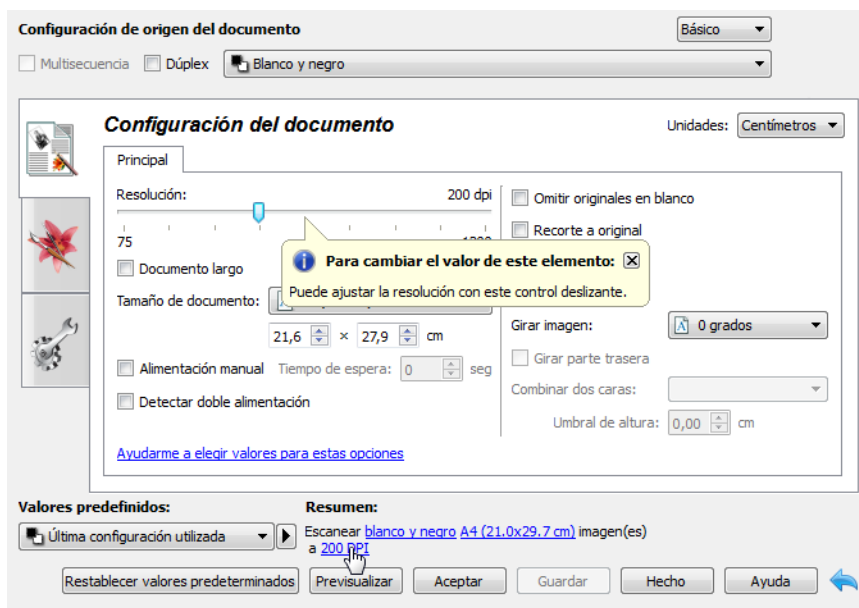 Configuración de origen del documento
Básico
Multisecuencia Dúplex Blanco y negro
Configuración del documento
Unidades: Centímetros
Principal
Resolución: 200 dpi
75
Omitir originales en blanco
Recorte a original
Para cambiar el valor de este elemento:
Puede ajustar la resolución con este control deslizante.
Documento largo
Tamaño de documento:
21,6 × 27,9 cm
Girar imagen: 0 grados
Alimentación manual Tiempo de espera: 0 seg
Girar parte trasera
Detectar doble alimentación
Combinar dos caras:
Umbral de altura: 0,00 cm
Ayudarme a elegir valores para estas opciones
Valores predefinidos:
Última configuración utilizada
Resumen:
Escanear blanco y negro A4 (21.0x29.7 cm) imagen(es)
a 200 DPI
Restablecer valores predeterminados Previsualizar Aceptar Guardar Hecho Ayuda